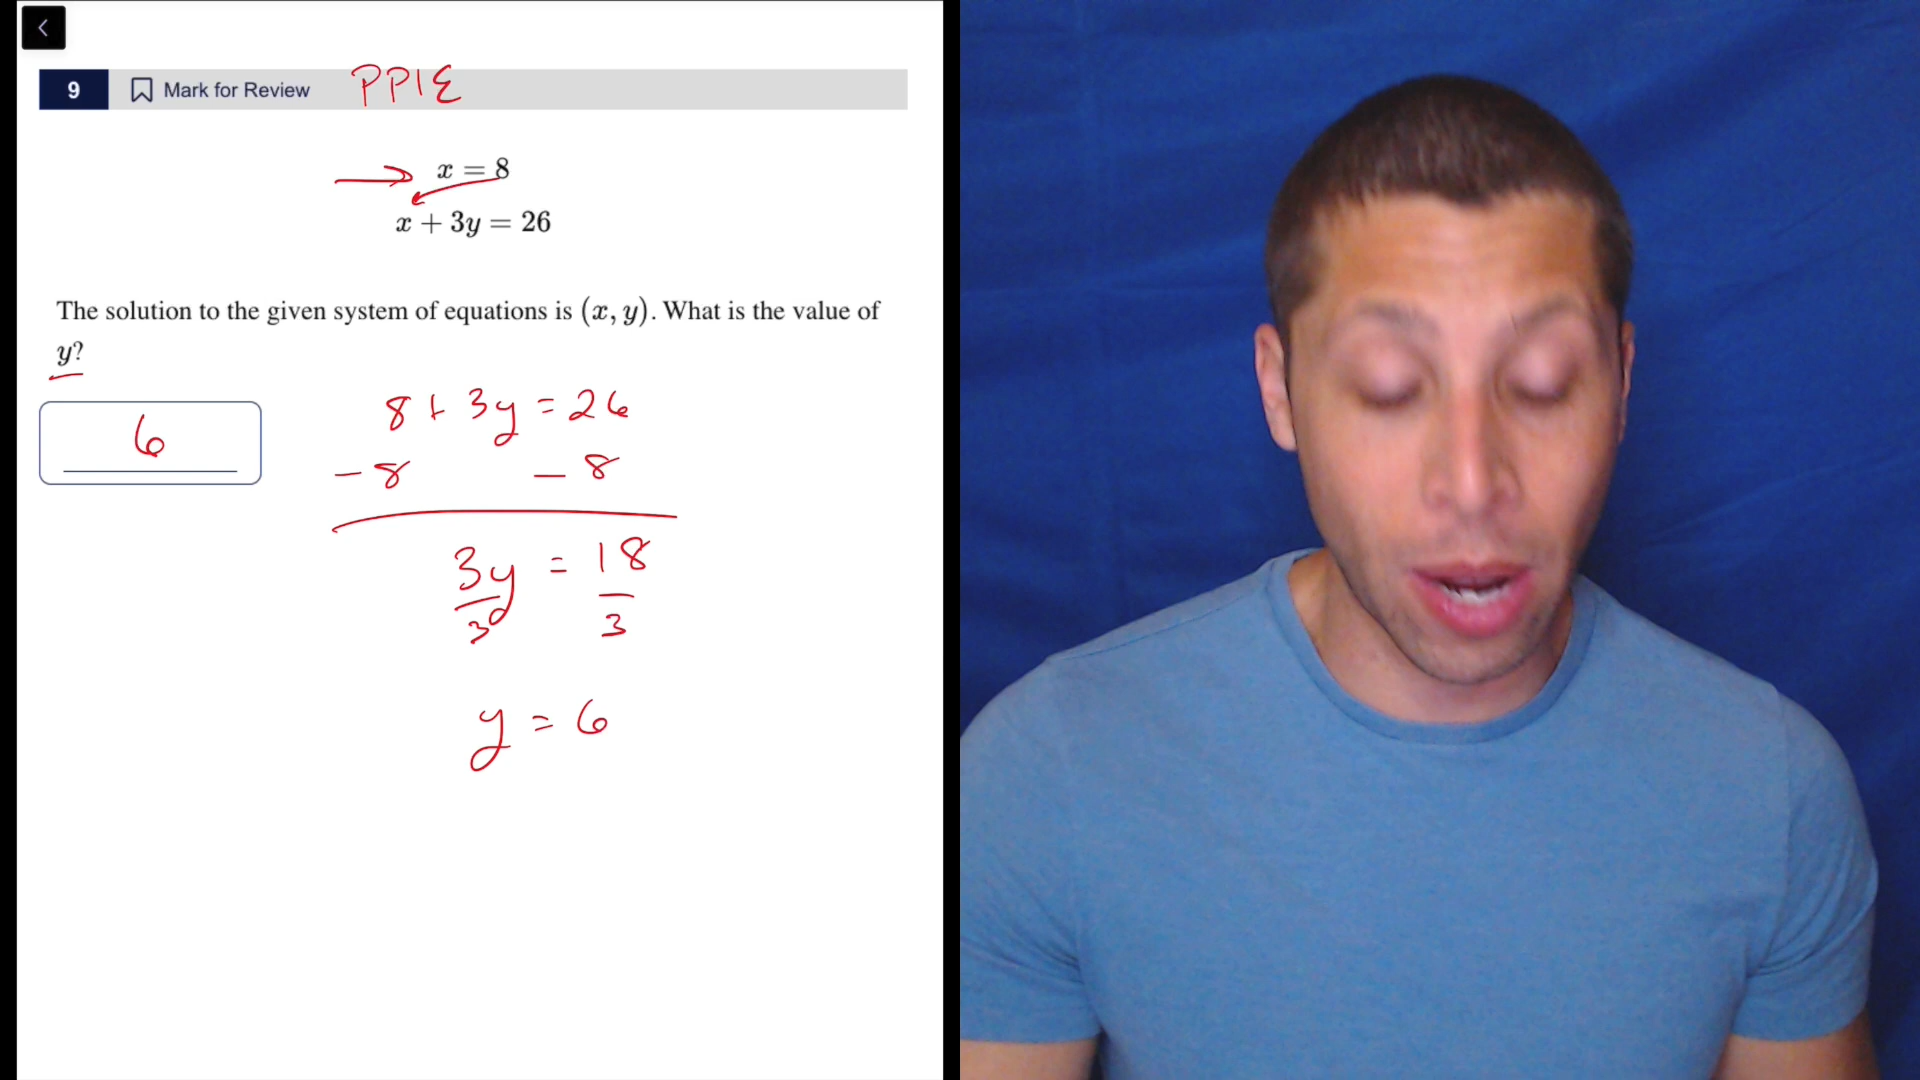 9 Mark for Review PPIE
x = 8
x + 3y = 26
The solution to the given system of equations is (x, y). What is the value of
y?
6
8 + 3y = 26
− 8 − 8
3y = 18
3 3
y = 6